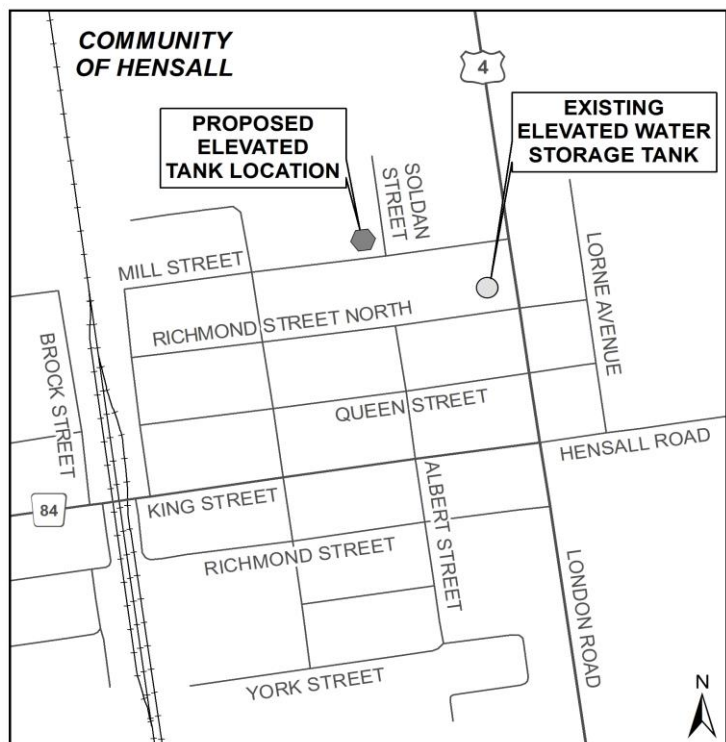 COMMUNITY
OF HENSALL
4
PROPOSED
ELEVATED
TANK LOCATION
EXISTING
ELEVATED WATER
STORAGE TANK
SOLDAN
STREET
MILL STREET
LORNE AVENUE
RICHMOND STREET NORTH
BROCK STREET
QUEEN STREET
HENSALL ROAD
84
KING STREET
ALBERT STREET
RICHMOND STREET
LONDON ROAD
YORK STREET
N